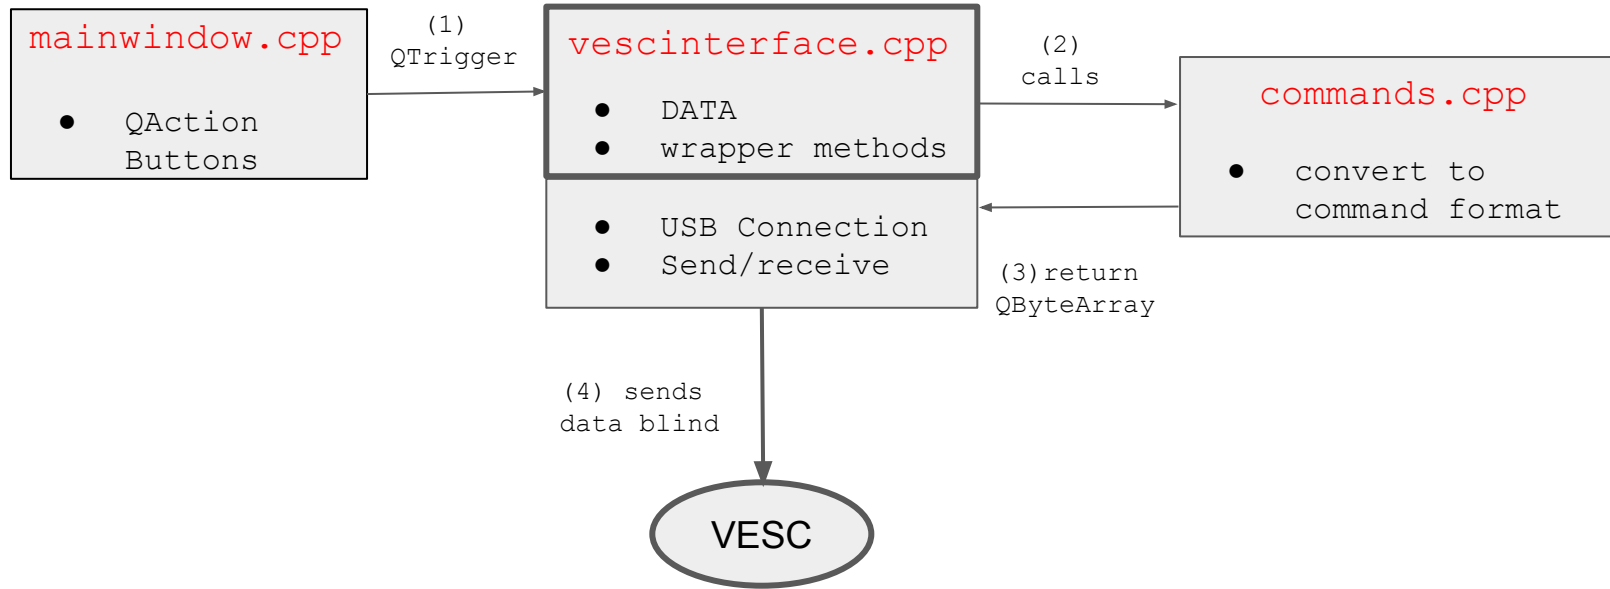 mainwindow.cpp
● QAction
Buttons
(1)
QTrigger
vescinterface.cpp
● DATA
● wrapper methods
● USB Connection
● Send/receive
(2)
calls
commands.cpp
● convert to
command format
(3)return
QByteArray
(4) sends
data blind
VESC